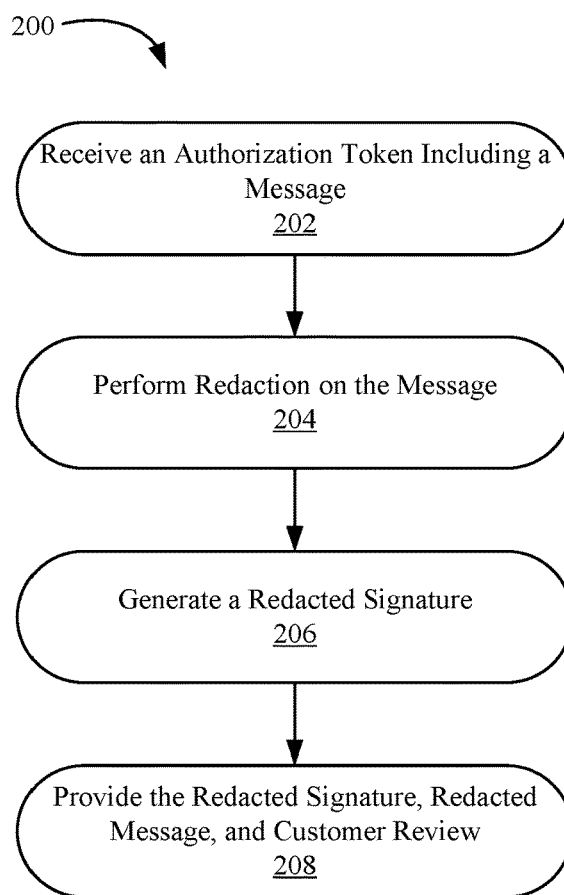 200
Receive an Authorization Token Including a
Message
202
Perform Redaction on the Message
204
Generate a Redacted Signature
206
Provide the Redacted Signature, Redacted
Message, and Customer Review
208